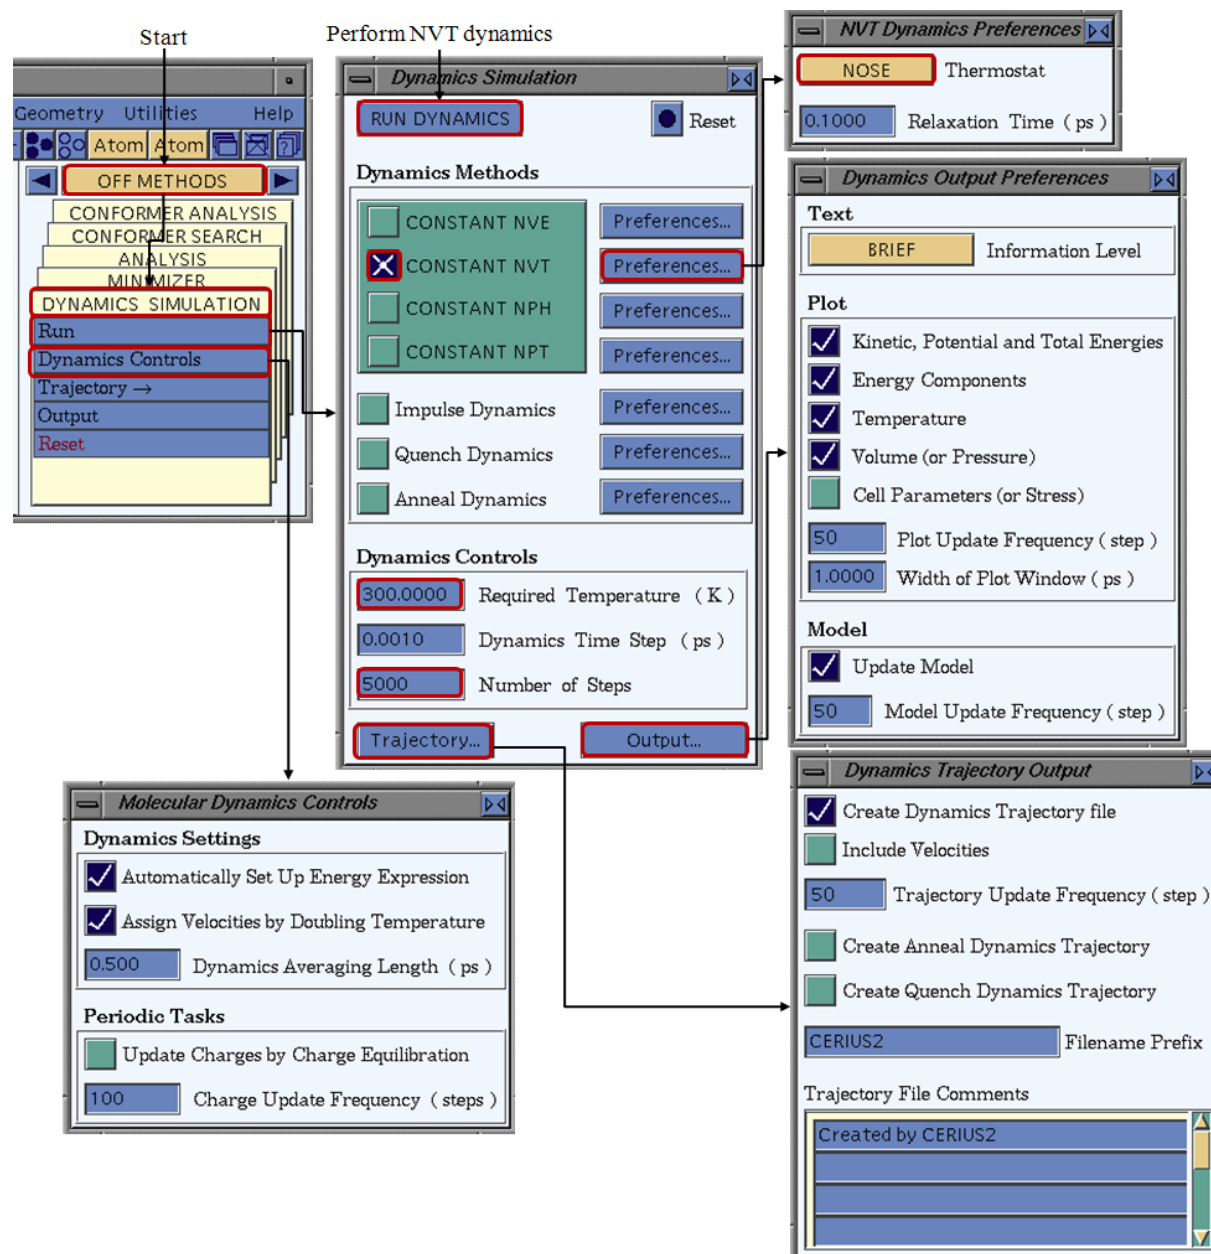 Start
Perform NVT dynamics
Geometry Utilities Help
Atom Atom
OFF METHODS
CONFORMER ANALYSIS
CONFORMER SEARCH
ANALYSIS
MINIMIZER
DYNAMICS SIMULATION
Run
Dynamics Controls
Trajectory →
Output
Reset
Dynamics Simulation
RUN DYNAMICS
Reset
Dynamics Methods
CONSTANT NVE Preferences...
CONSTANT NVT Preferences...
CONSTANT NPH Preferences...
CONSTANT NPT Preferences...
Impulse Dynamics Preferences...
Quench Dynamics Preferences...
Anneal Dynamics Preferences...
Dynamics Controls
300.0000 Required Temperature ( K )
0.0010 Dynamics Time Step ( ps )
5000 Number of Steps
Trajectory... Output...
NVT Dynamics Preferences
NOSE Thermostat
0.1000 Relaxation Time ( ps )
Dynamics Output Preferences
Text
BRIEF Information Level
Plot
Kinetic, Potential and Total Energies
Energy Components
Temperature
Volume (or Pressure)
Cell Parameters (or Stress)
50 Plot Update Frequency ( step )
1.0000 Width of Plot Window ( ps )
Model
Update Model
50 Model Update Frequency ( step )
Molecular Dynamics Controls
Dynamics Settings
Automatically Set Up Energy Expression
Assign Velocities by Doubling Temperature
0.500 Dynamics Averaging Length ( ps )
Periodic Tasks
Update Charges by Charge Equilibration
100 Charge Update Frequency ( steps )
Dynamics Trajectory Output
Create Dynamics Trajectory file
Include Velocities
50 Trajectory Update Frequency ( step )
Create Anneal Dynamics Trajectory
Create Quench Dynamics Trajectory
CERIUS2 Filename Prefix
Trajectory File Comments
Created by CERIUS2